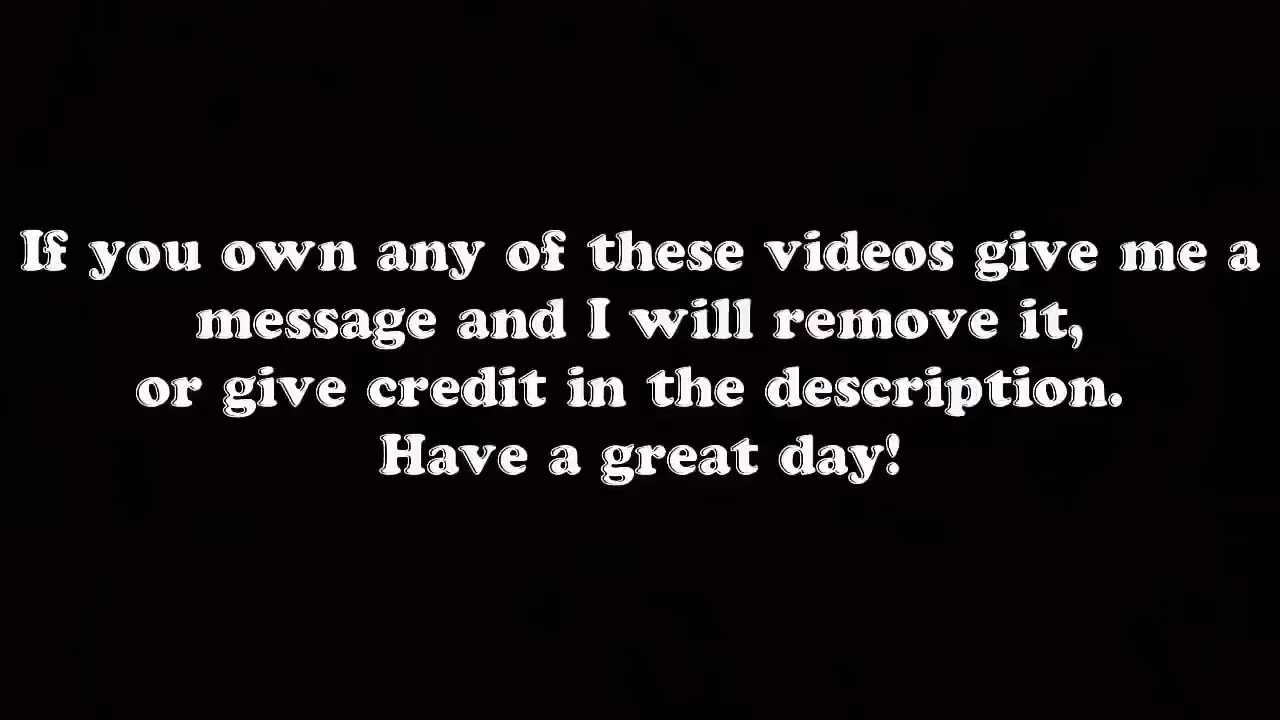 If you own any of these videos give me a
message and I will remove it,
or give credit in the description.
Have a great day!